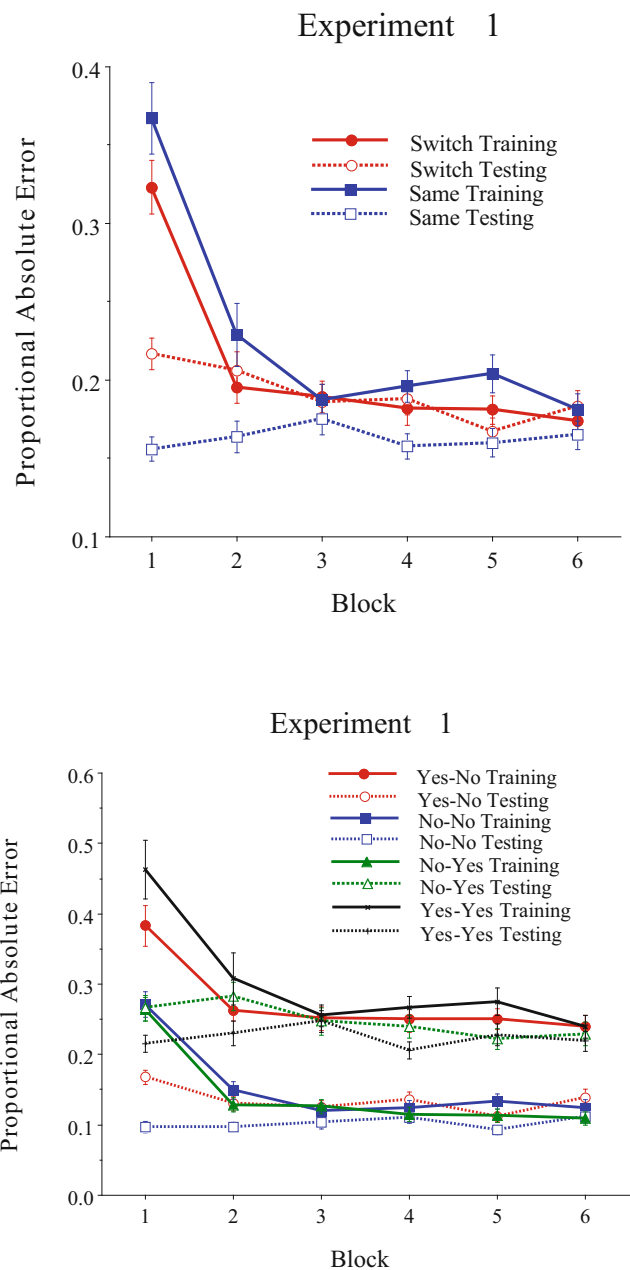 Experiment 1
Proportional Absolute Error
0.4
0.3
0.2
0.1
Switch Training
Switch Testing
Same Training
Same Testing
1 2 3 4 5 6
Block
Experiment 1
Proportional Absolute Error
0.6
0.5
0.4
0.3
0.2
0.1
0.0
Yes-No Training
Yes-No Testing
No-No Training
No-No Testing
No-Yes Training
No-Yes Testing
Yes-Yes Training
Yes-Yes Testing
1 2 3 4 5 6
Block